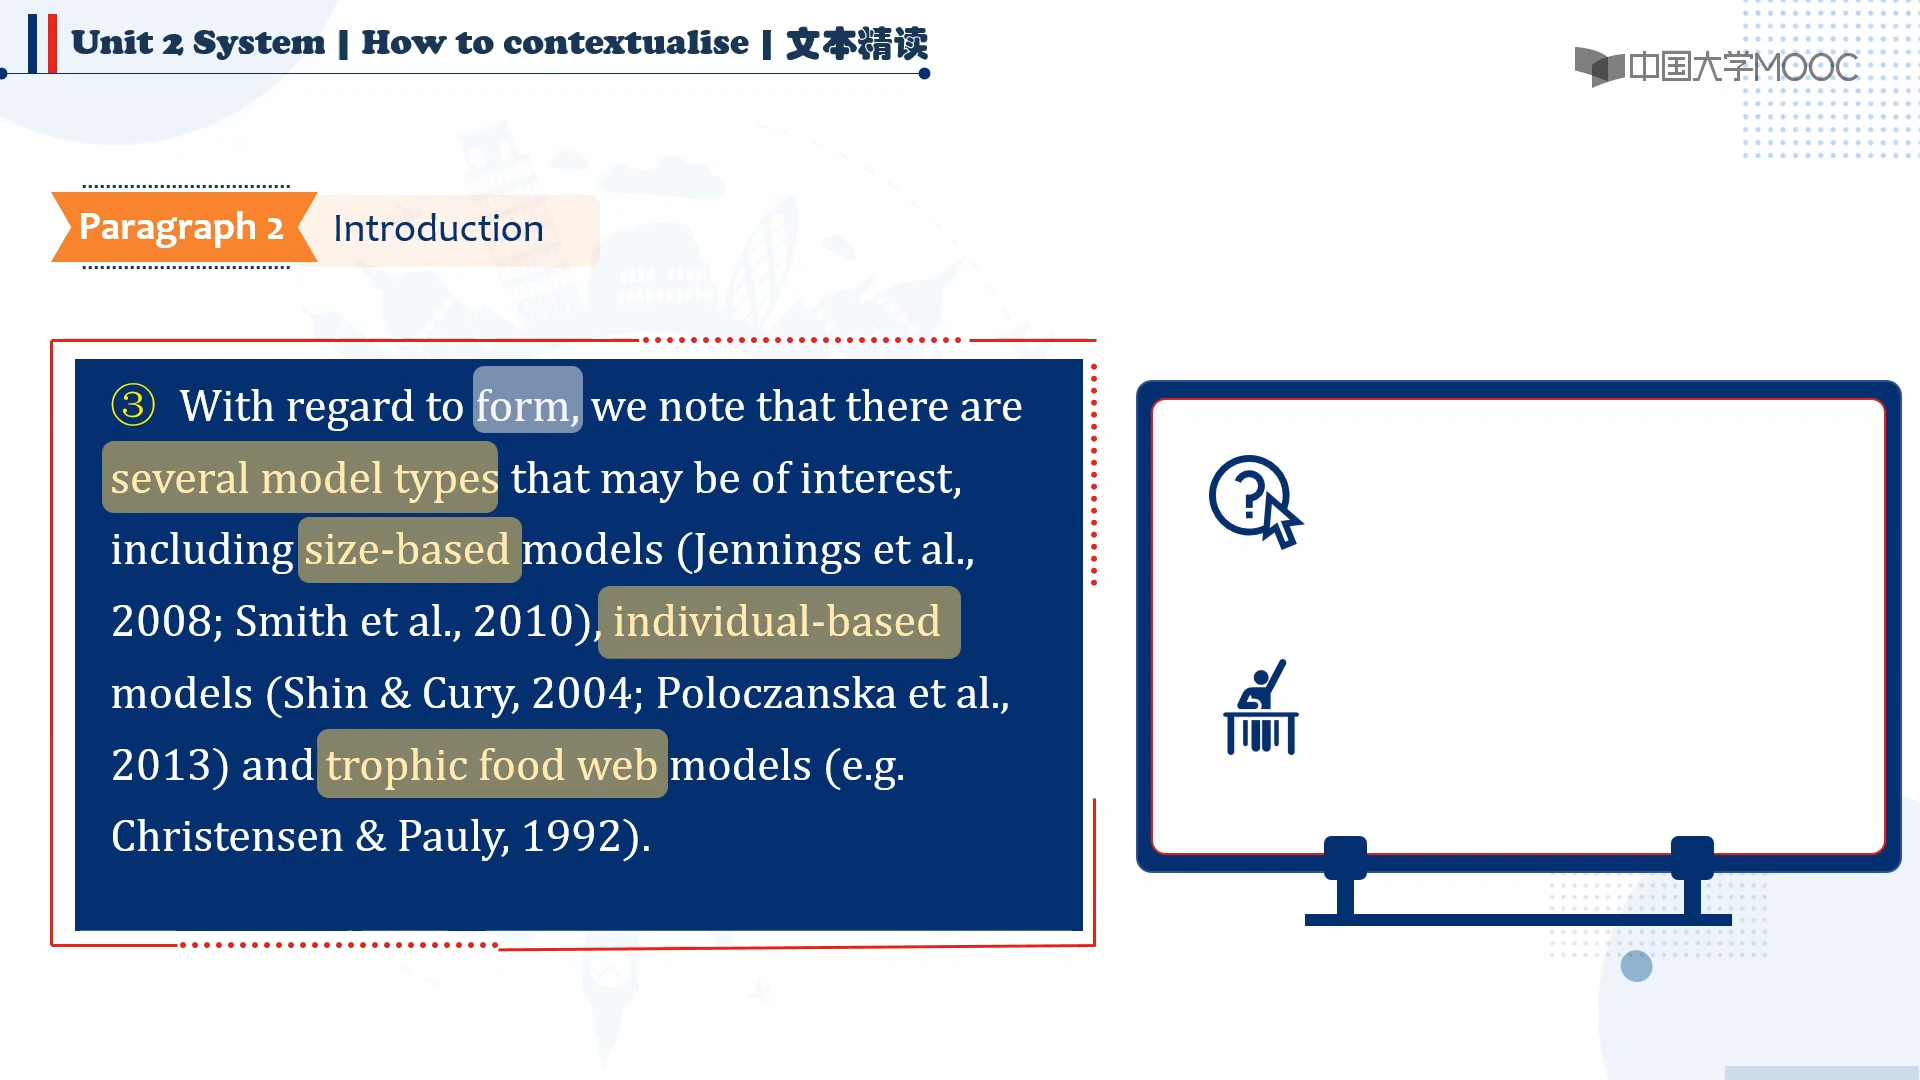 Unit 2 System | How to contextualise | 文本精读
中国大学MOOC
Paragraph 2 Introduction
③ With regard to form, we note that there are
several model types that may be of interest,
including size-based models (Jennings et al.,
2008; Smith et al., 2010), individual-based
models (Shin & Cury, 2004; Poloczanska et al.,
2013) and trophic food web models (e.g.
Christensen & Pauly, 1992).